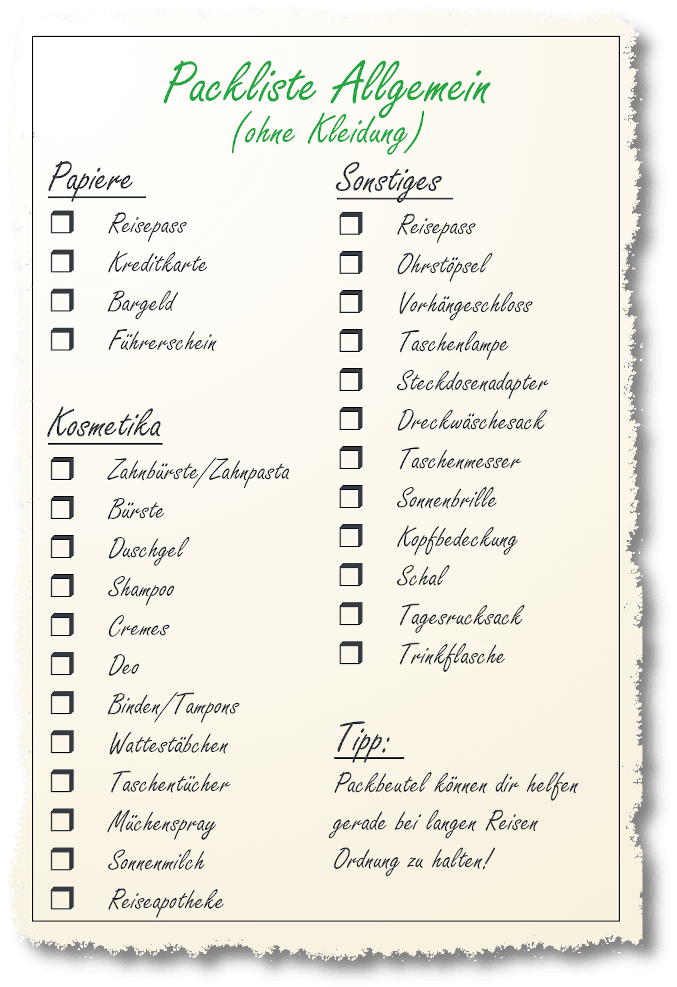 Packliste Allgemein
(ohne Kleidung)
Papiere
Reisepass
Kreditkarte
Bargeld
Führerschein
Kosmetika
Zahnbürste/Zahnpasta
Bürste
Duschgel
Shampoo
Cremes
Deo
Binden/Tampons
Wattestäbchen
Taschentücher
Müchenspray
Sonnenmilch
Reiseapotheke
Sonstiges
Reisepass
Ohrstöpsel
Vorhängeschloss
Taschenlampe
Steckdosenadapter
Dreckwäschesack
Taschenmesser
Sonnenbrille
Kopfbedeckung
Schal
Tagesrucksack
Trinkflasche
Tipp:
Packbeutel können dir helfen
gerade bei langen Reisen
Ordnung zu halten!